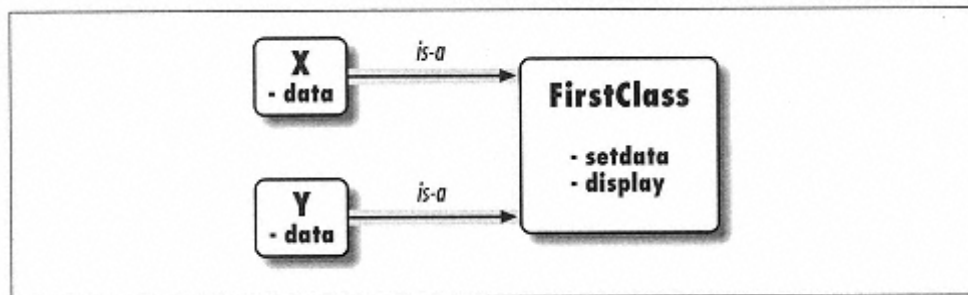 X
- data
is-a
FirstClass
- setdata
- display
Y
- data
is-a